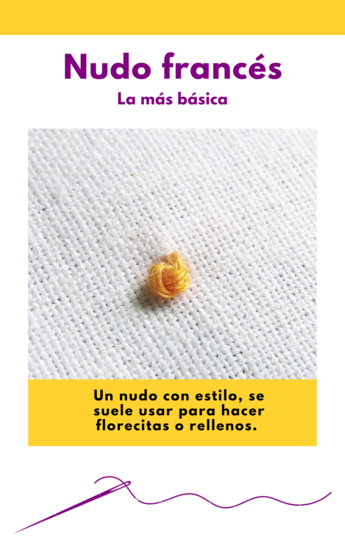 Nudo francés
La más básica
Un nudo con estilo, se
suele usar para hacer
florecitas o rellenos.